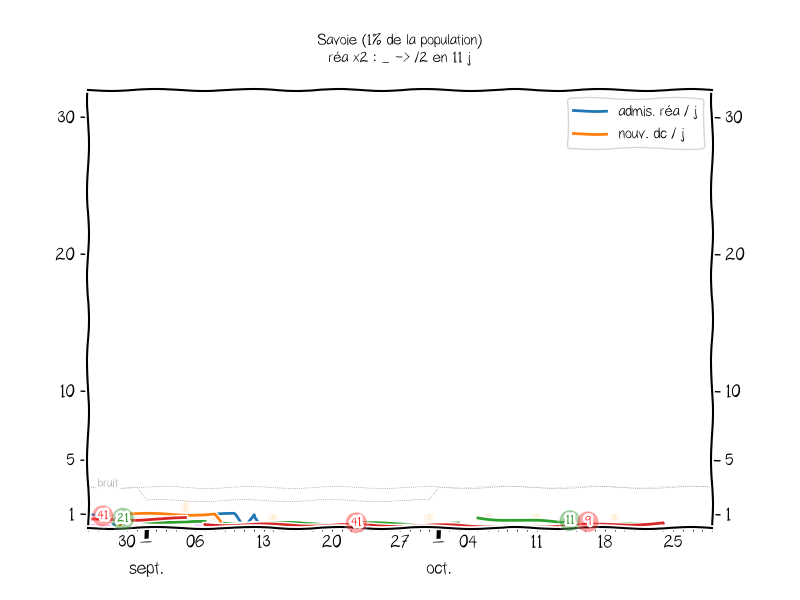 Savoie (1% de la population)
réa x2 : _ -> /2 en 11 j
admis. réa / j
nouv. dc / j
30 30
20 20
10 10
5 5
bruit
1 1
41 21 41 11 9
30 06 13 20 27 04 11 18 25
sept. oct.